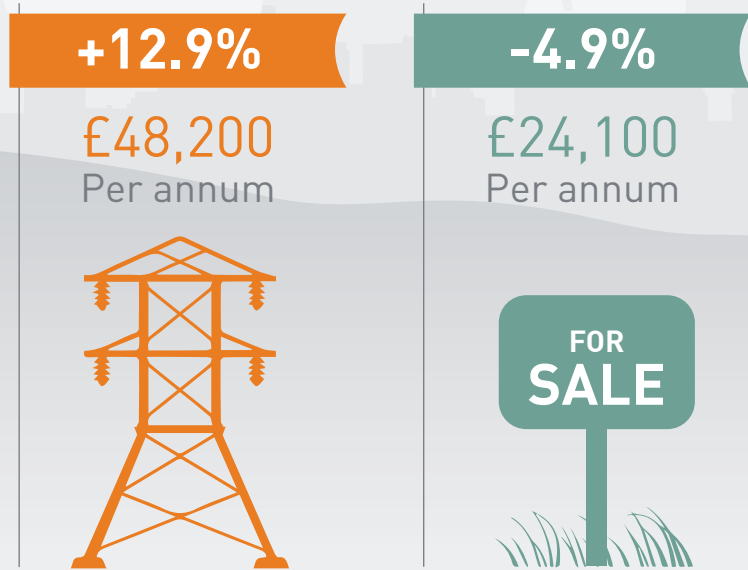 +12.9%
£48,200
Per annum
-4.9%
£24,100
Per annum
FOR
SALE